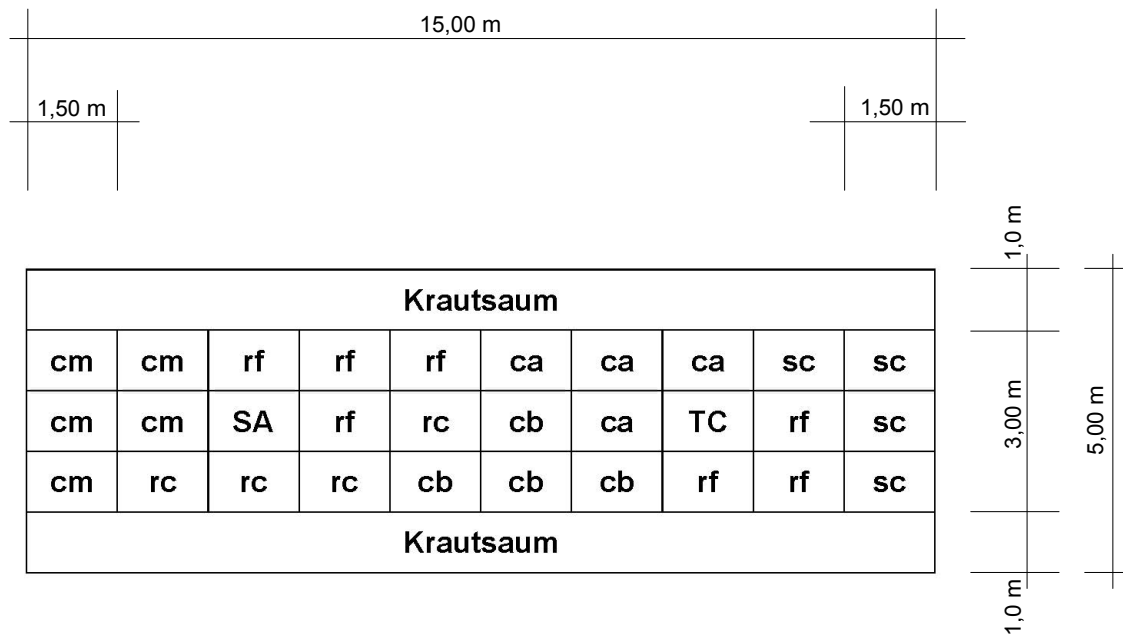 15,00 m
1,50 m 1,50 m
1,0 m
Krautsaum
cm cm rf rf rf ca ca ca sc sc
3,00 m
5,00 m
cm cm SA rf rc cb ca TC rf sc
cm rc rc rc cb cb cb rf rf sc
Krautsaum
1,0 m